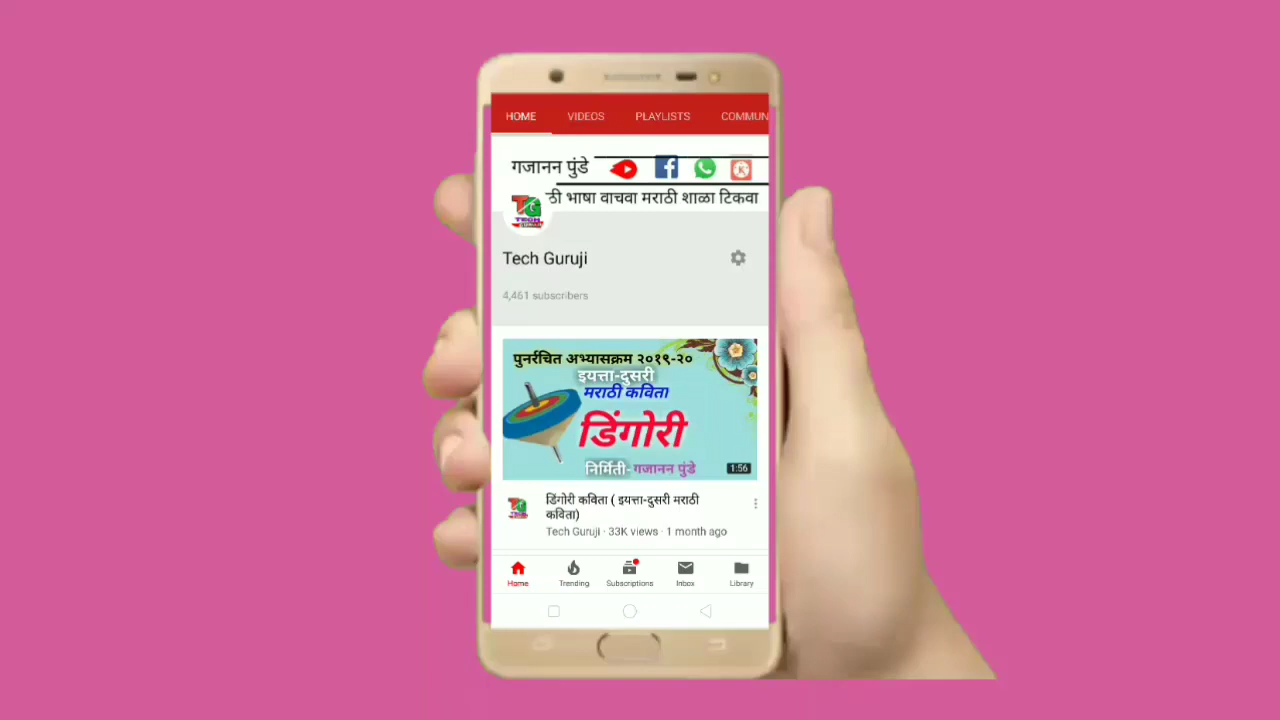 HOME VIDEOS PLAYLISTS COMMUN
गजानन पुंडे
ठी भाषा वाचवा मराठी शाळा टिकवा
TG
TECH
Tech Guruji
4,461 subscribers
पुनर्रचित अभ्यासक्रम २०१९-२०
इयत्ता-दुसरी
मराठी कविता
डिंगोरी
निर्मिती- गजानन पुंडे
1:56
डिंगोरी कविता ( इयत्ता-दुसरी मराठी
कविता)
Tech Guruji · 33K views · 1 month ago
Home Trending Subscriptions Inbox Library